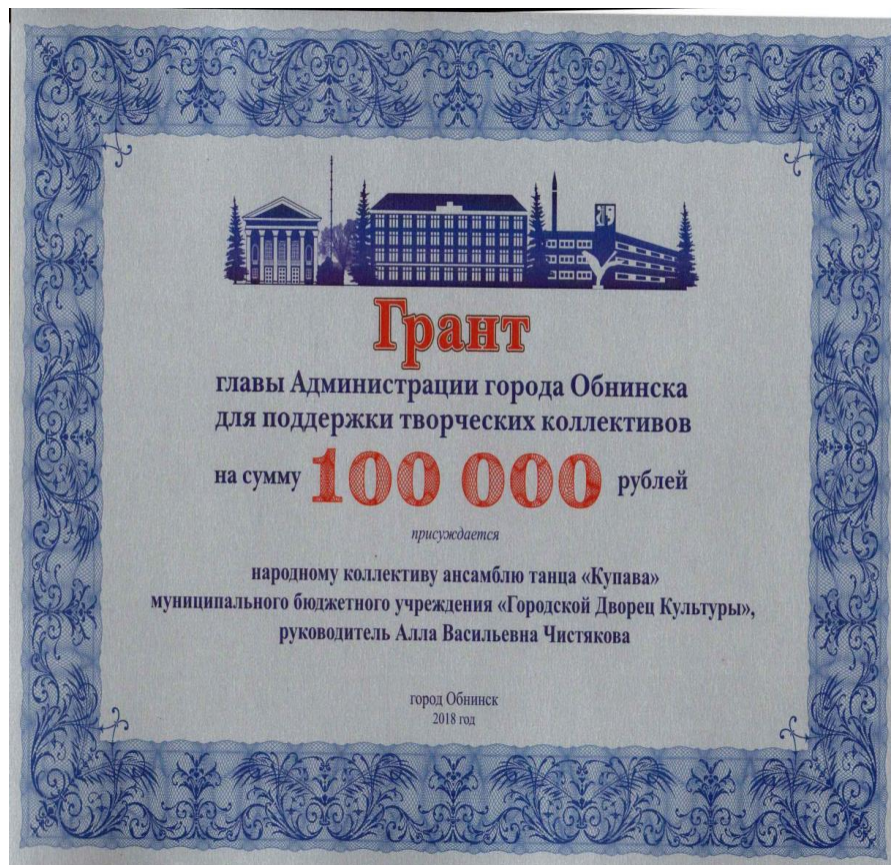 Грант
главы Администрации города Обнинска
для поддержки творческих коллективов
на сумму 100 000 рублей
присуждается
народному коллективу ансамблю танца «Купава»
муниципального бюджетного учреждения «Городской Дворец Культуры»,
руководитель Алла Васильевна Чистякова
город Обнинск
2018 год